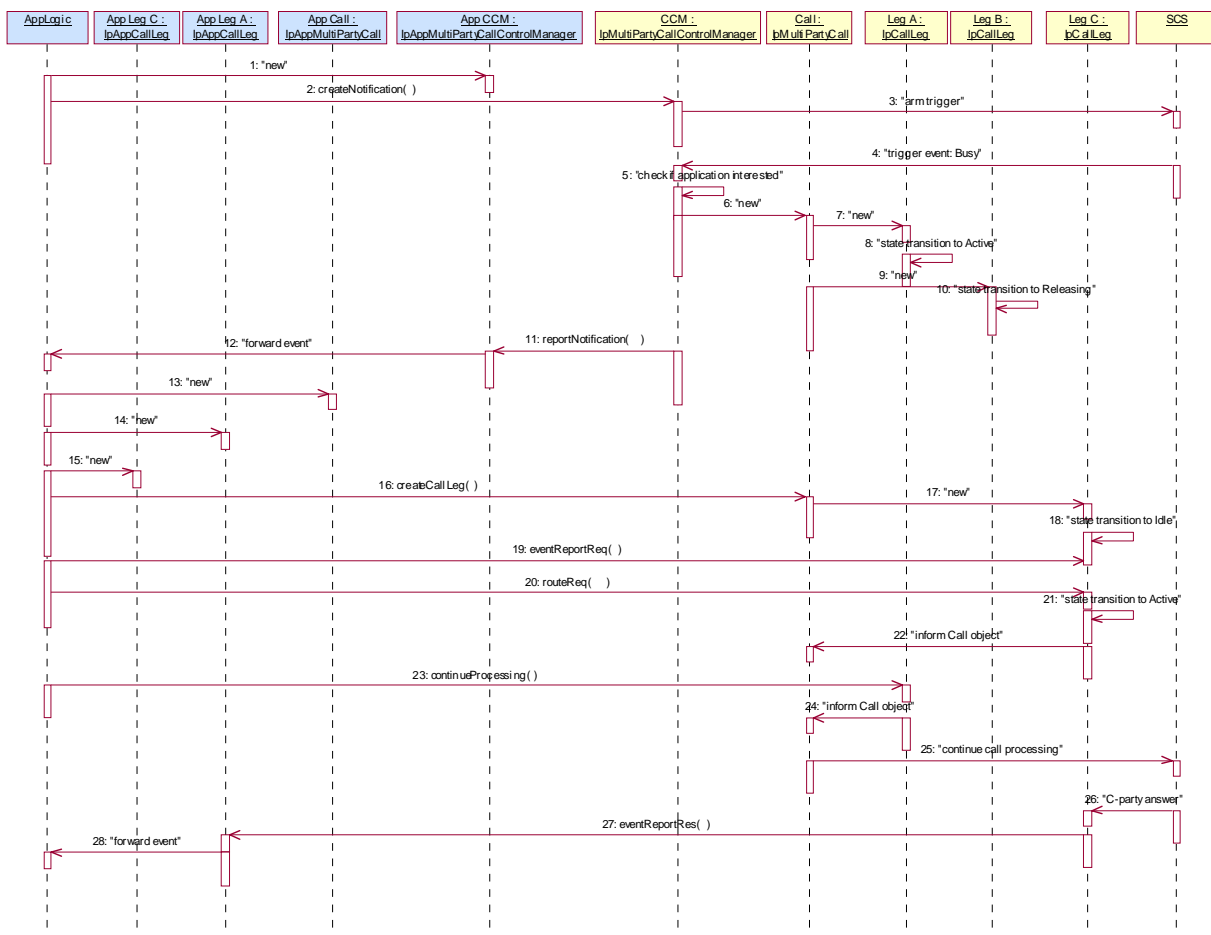 AppLogic
App Leg C :
IpAppCallLeg
App Leg A :
IpAppCallLeg
App Call :
IpAppMultiPartyCall
App CCM :
IpAppMultiPartyCallControlManager
CCM :
IpMultiPartyCallControlManager
Call :
IpMultiPartyCall
Leg A :
IpCallLeg
Leg B :
IpCallLeg
Leg C :
IpCallLeg
SCS
1: "new"
2: createNotification( )
3: "arm trigger"
4: "trigger event: Busy"
5: "check if application interested"
6: "new"
7: "new"
8: "state transition to Active"
9: "new"
10: "state transition to Releasing"
11: reportNotification( )
12: "forward event"
13: "new"
14: "new"
15: "new"
16: createCallLeg( )
17: "new"
18: "state transition to Idle"
19: eventReportReq( )
20: routeReq( )
21: "state transition to Active"
22: "inform Call object"
23: continueProcessing( )
24: "inform Call object"
25: "continue call processing"
26: "C-party answer"
27: eventReportRes( )
28: "forward event"